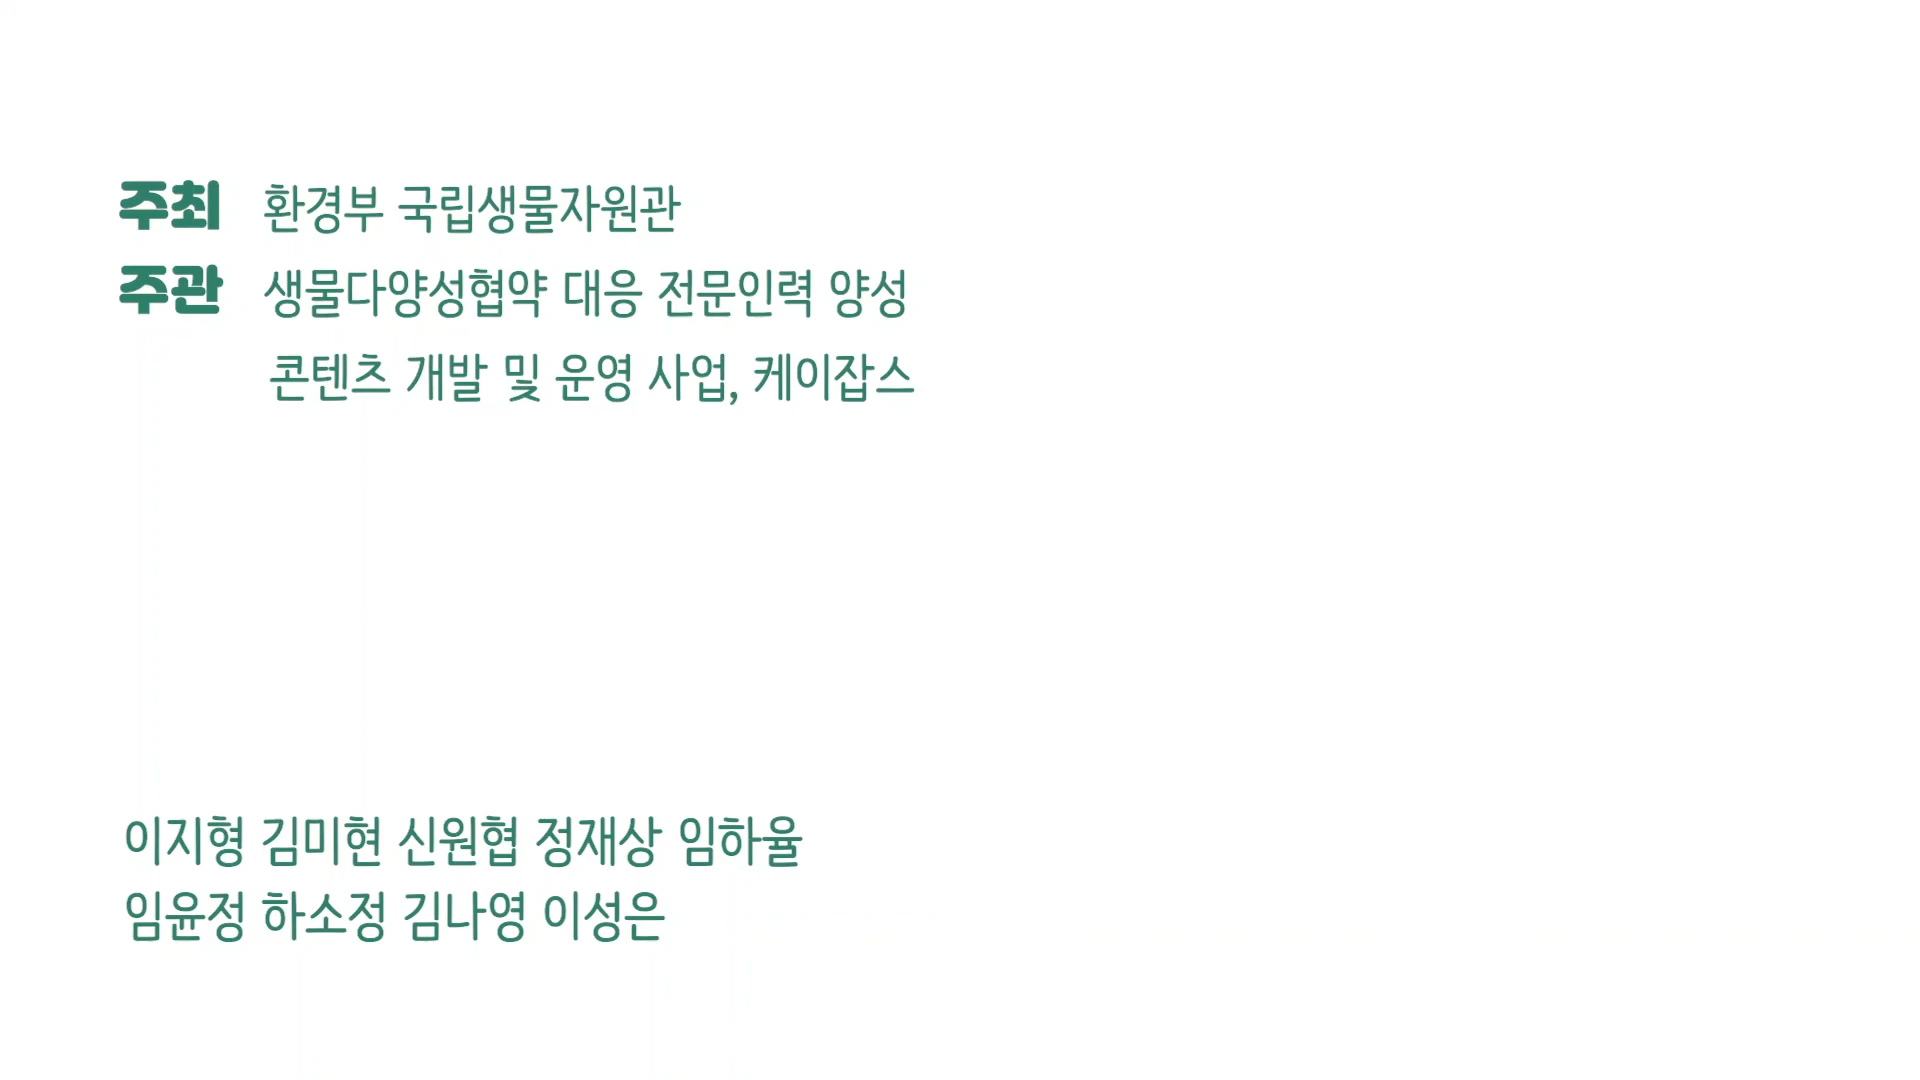 주최 환경부 국립생물자원관
주관 생물다양성협약 대응 전문인력 양성
콘텐츠 개발 및 운영 사업, 케이잡스
이지형 김미현 신원협 정재상 임하율
임윤정 하소정 김나영 이성은